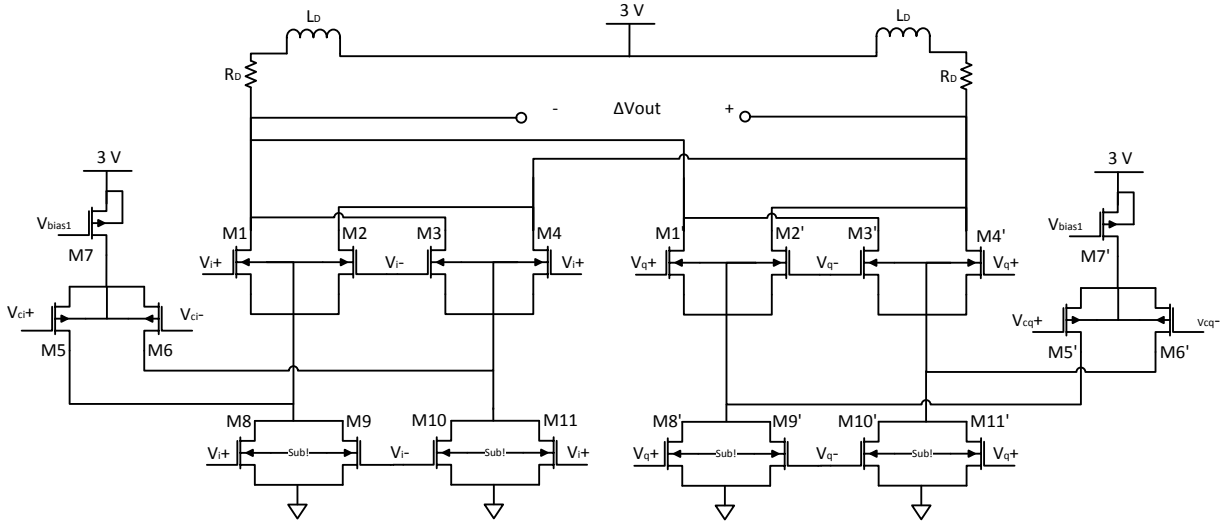 LD
3 V
LD
RD
RD
- ΔVout +
3 V
3 V
Vbias1
M7
Vbias1
M7'
M1
M2
M3
M4
M1'
M2'
M3'
M4'
Vi+
Vi-
Vi+
Vq+
Vq-
Vq+
Vci+
Vci-
M5
M6
Vcq+
Vcq-
M5'
M6'
M8
M9
M10
M11
M8'
M9'
M10'
M11'
Vi+
Sub!
Vi-
Sub!
Vi+
Vq+
Sub!
Vq-
Sub!
Vq+